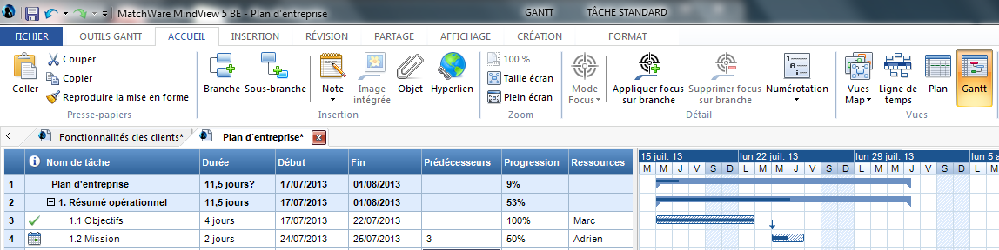 MatchWare MindView 5 BE - Plan d'entreprise GANTT TÂCHE STANDARD
FICHIER OUTILS GANTT ACCUEIL INSERTION RÉVISION PARTAGE AFFICHAGE CRÉATION FORMAT
Coller
Couper
Copier
Reproduire la mise en forme
Presse-papiers
Branche
Sous-branche
Note
Image intégrée
Objet
Hyperlien
Insertion
100 %
Taille écran
Plein écran
Zoom
Mode
Focus
Appliquer focus
sur branche
Supprimer focus
sur branche
Numérotation
Détail
Vues
Map
Ligne de
temps
Plan
Gantt
Vues
Fonctionnalités cles clients* Plan d'entreprise*
Nom de tâche Durée Début Fin Prédécesseurs Progression Ressources
15 juil. 13 lun 22 juil. 13 lun 29 juil. 13 lun 5 a
M M J V S D L M M J V S D L M M J V S D L M
1 Plan d'entreprise 11,5 jours? 17/07/2013 01/08/2013 9%
2 1. Résumé opérationnel 11,5 jours 17/07/2013 01/08/2013 53%
3 1.1 Objectifs 4 jours 17/07/2013 22/07/2013 100% Marc
4 1.2 Mission 2 jours 24/07/2013 25/07/2013 3 50% Adrien